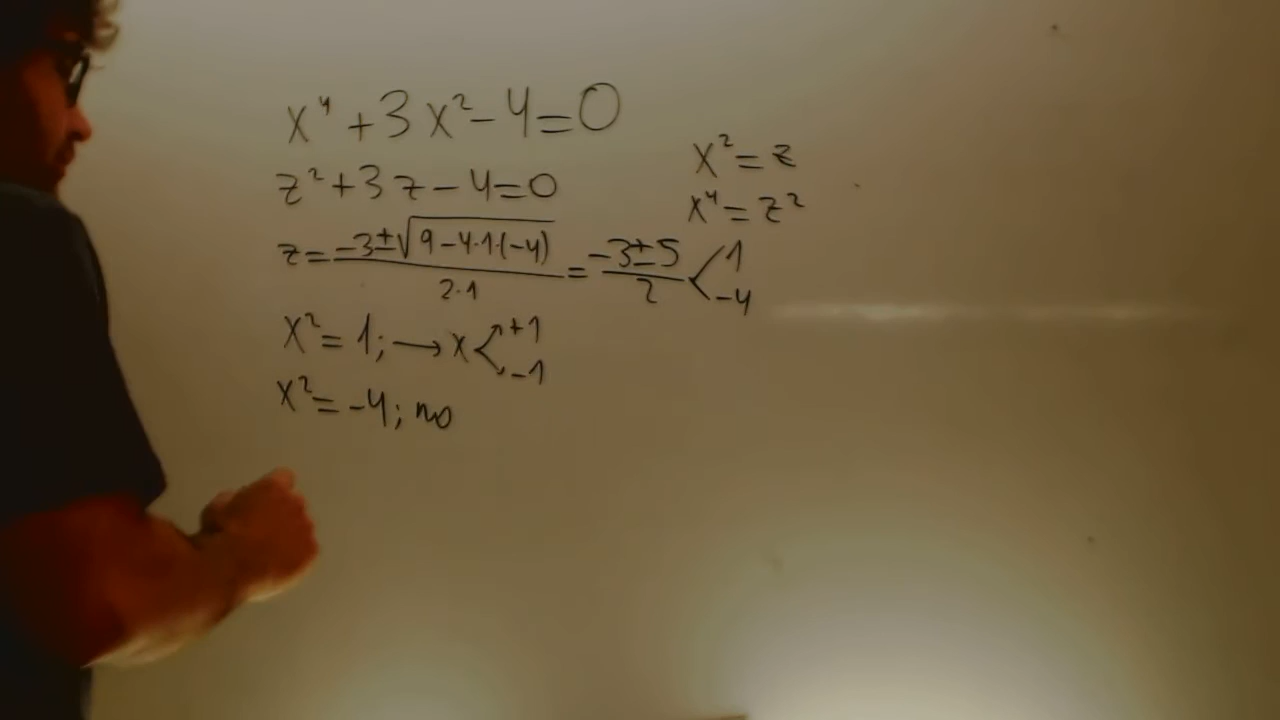 x⁴+3x²-4=0
x²=z
z²+3z-4=0
x⁴=z²
z=(-3±√(9-4·1·(-4)))/(2·1)=(-3±5)/2 < 1 -4
x²=1;→x < +1 -1
x²=-4; no